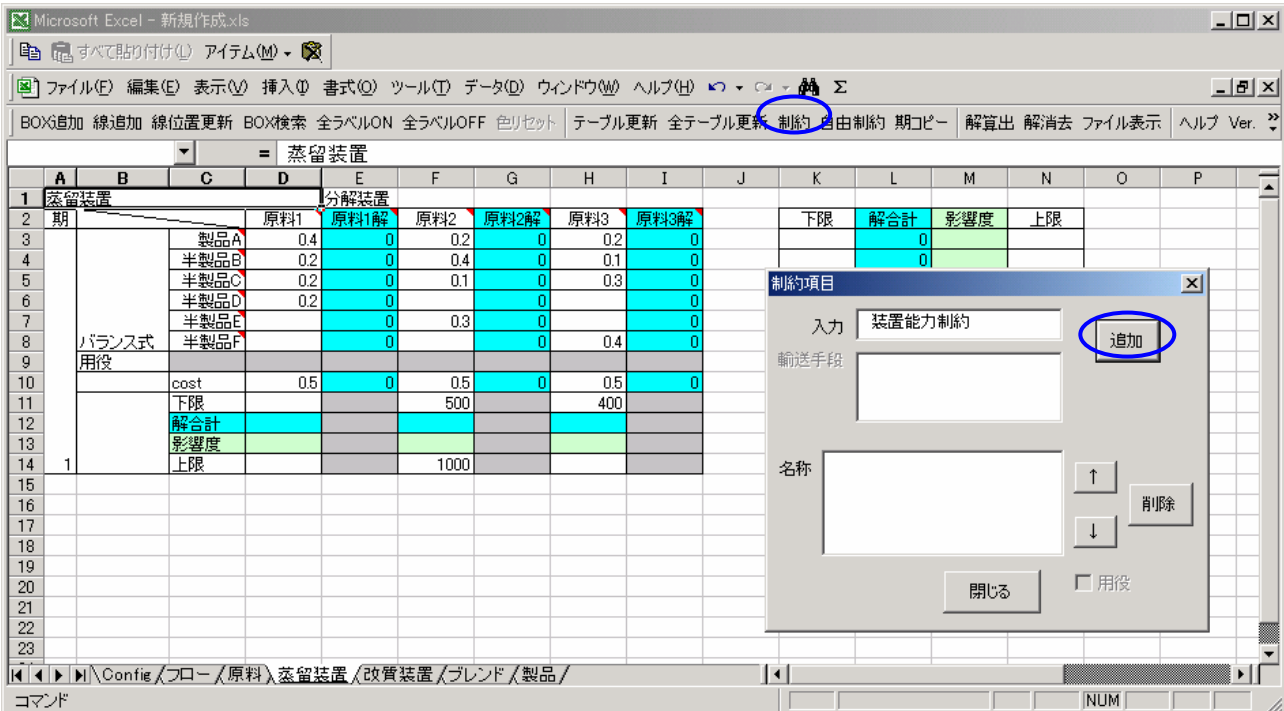 Microsoft Excel - 新規作成.xls
すべて貼り付け(L) アイテム(M)
ファイル(F) 編集(E) 表示(V) 挿入(I) 書式(O) ツール(T) データ(D) ウィンドウ(W) ヘルプ(H) Σ
BOX追加 線追加 線位置更新 BOX検索 全ラベルON 全ラベルOFF 色リセット テーブル更新 全テーブル更新 制約 自由制約 期コピー 解算出 解消去 ファイル表示 ヘルプ Ver.
= 蒸留装置
A B C D E F G H I J K L M N O P
1 蒸留装置 分解装置
2 期 原料1 原料1解 原料2 原料2解 原料3 原料3解 下限 解合計 影響度 上限
3 製品A 0.4 0 0.2 0 0.2 0 0
4 半製品B 0.2 0 0.4 0 0.1 0 0
5 半製品C 0.2 0 0.1 0 0.3 0
6 半製品D 0.2 0 0 0
7 半製品E 0 0.3 0 0
8 バランス式 半製品F 0 0 0.4 0
9 用役
10 cost 0.5 0 0.5 0 0.5 0
11 下限 500 400
12 解合計
13 影響度
14 1 上限 1000
15
16
17
18
19
20
21
22
23
制約項目
入力 装置能力制約 追加
輸送手段
名称 ↑
削除
↓
閉じる 用役
Config フロー 原料 蒸留装置 改質装置 ブレンド 製品
コマンド NUM